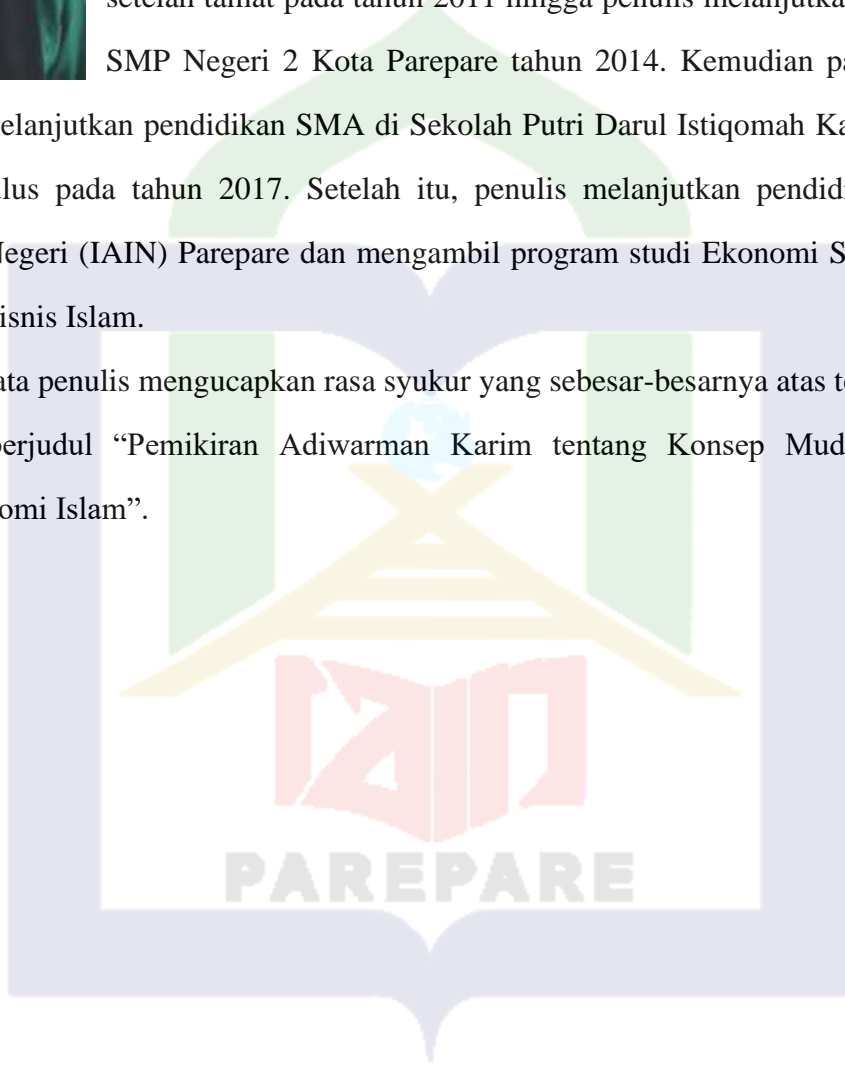 setelah tamat pada tahun 2011 hingga penulis melanjutka
SMP Negeri 2 Kota Parepare tahun 2014. Kemudian pa
elanjutkan pendidikan SMA di Sekolah Putri Darul Istiqomah Ka
lus pada tahun 2017. Setelah itu, penulis melanjutkan pendidi
Negeri (IAIN) Parepare dan mengambil program studi Ekonomi S
isnis Islam.
ata penulis mengucapkan rasa syukur yang sebesar-besarnya atas te
berjudul “Pemikiran Adiwarman Karim tentang Konsep Mud
omi Islam”.
iain
PAREPARE